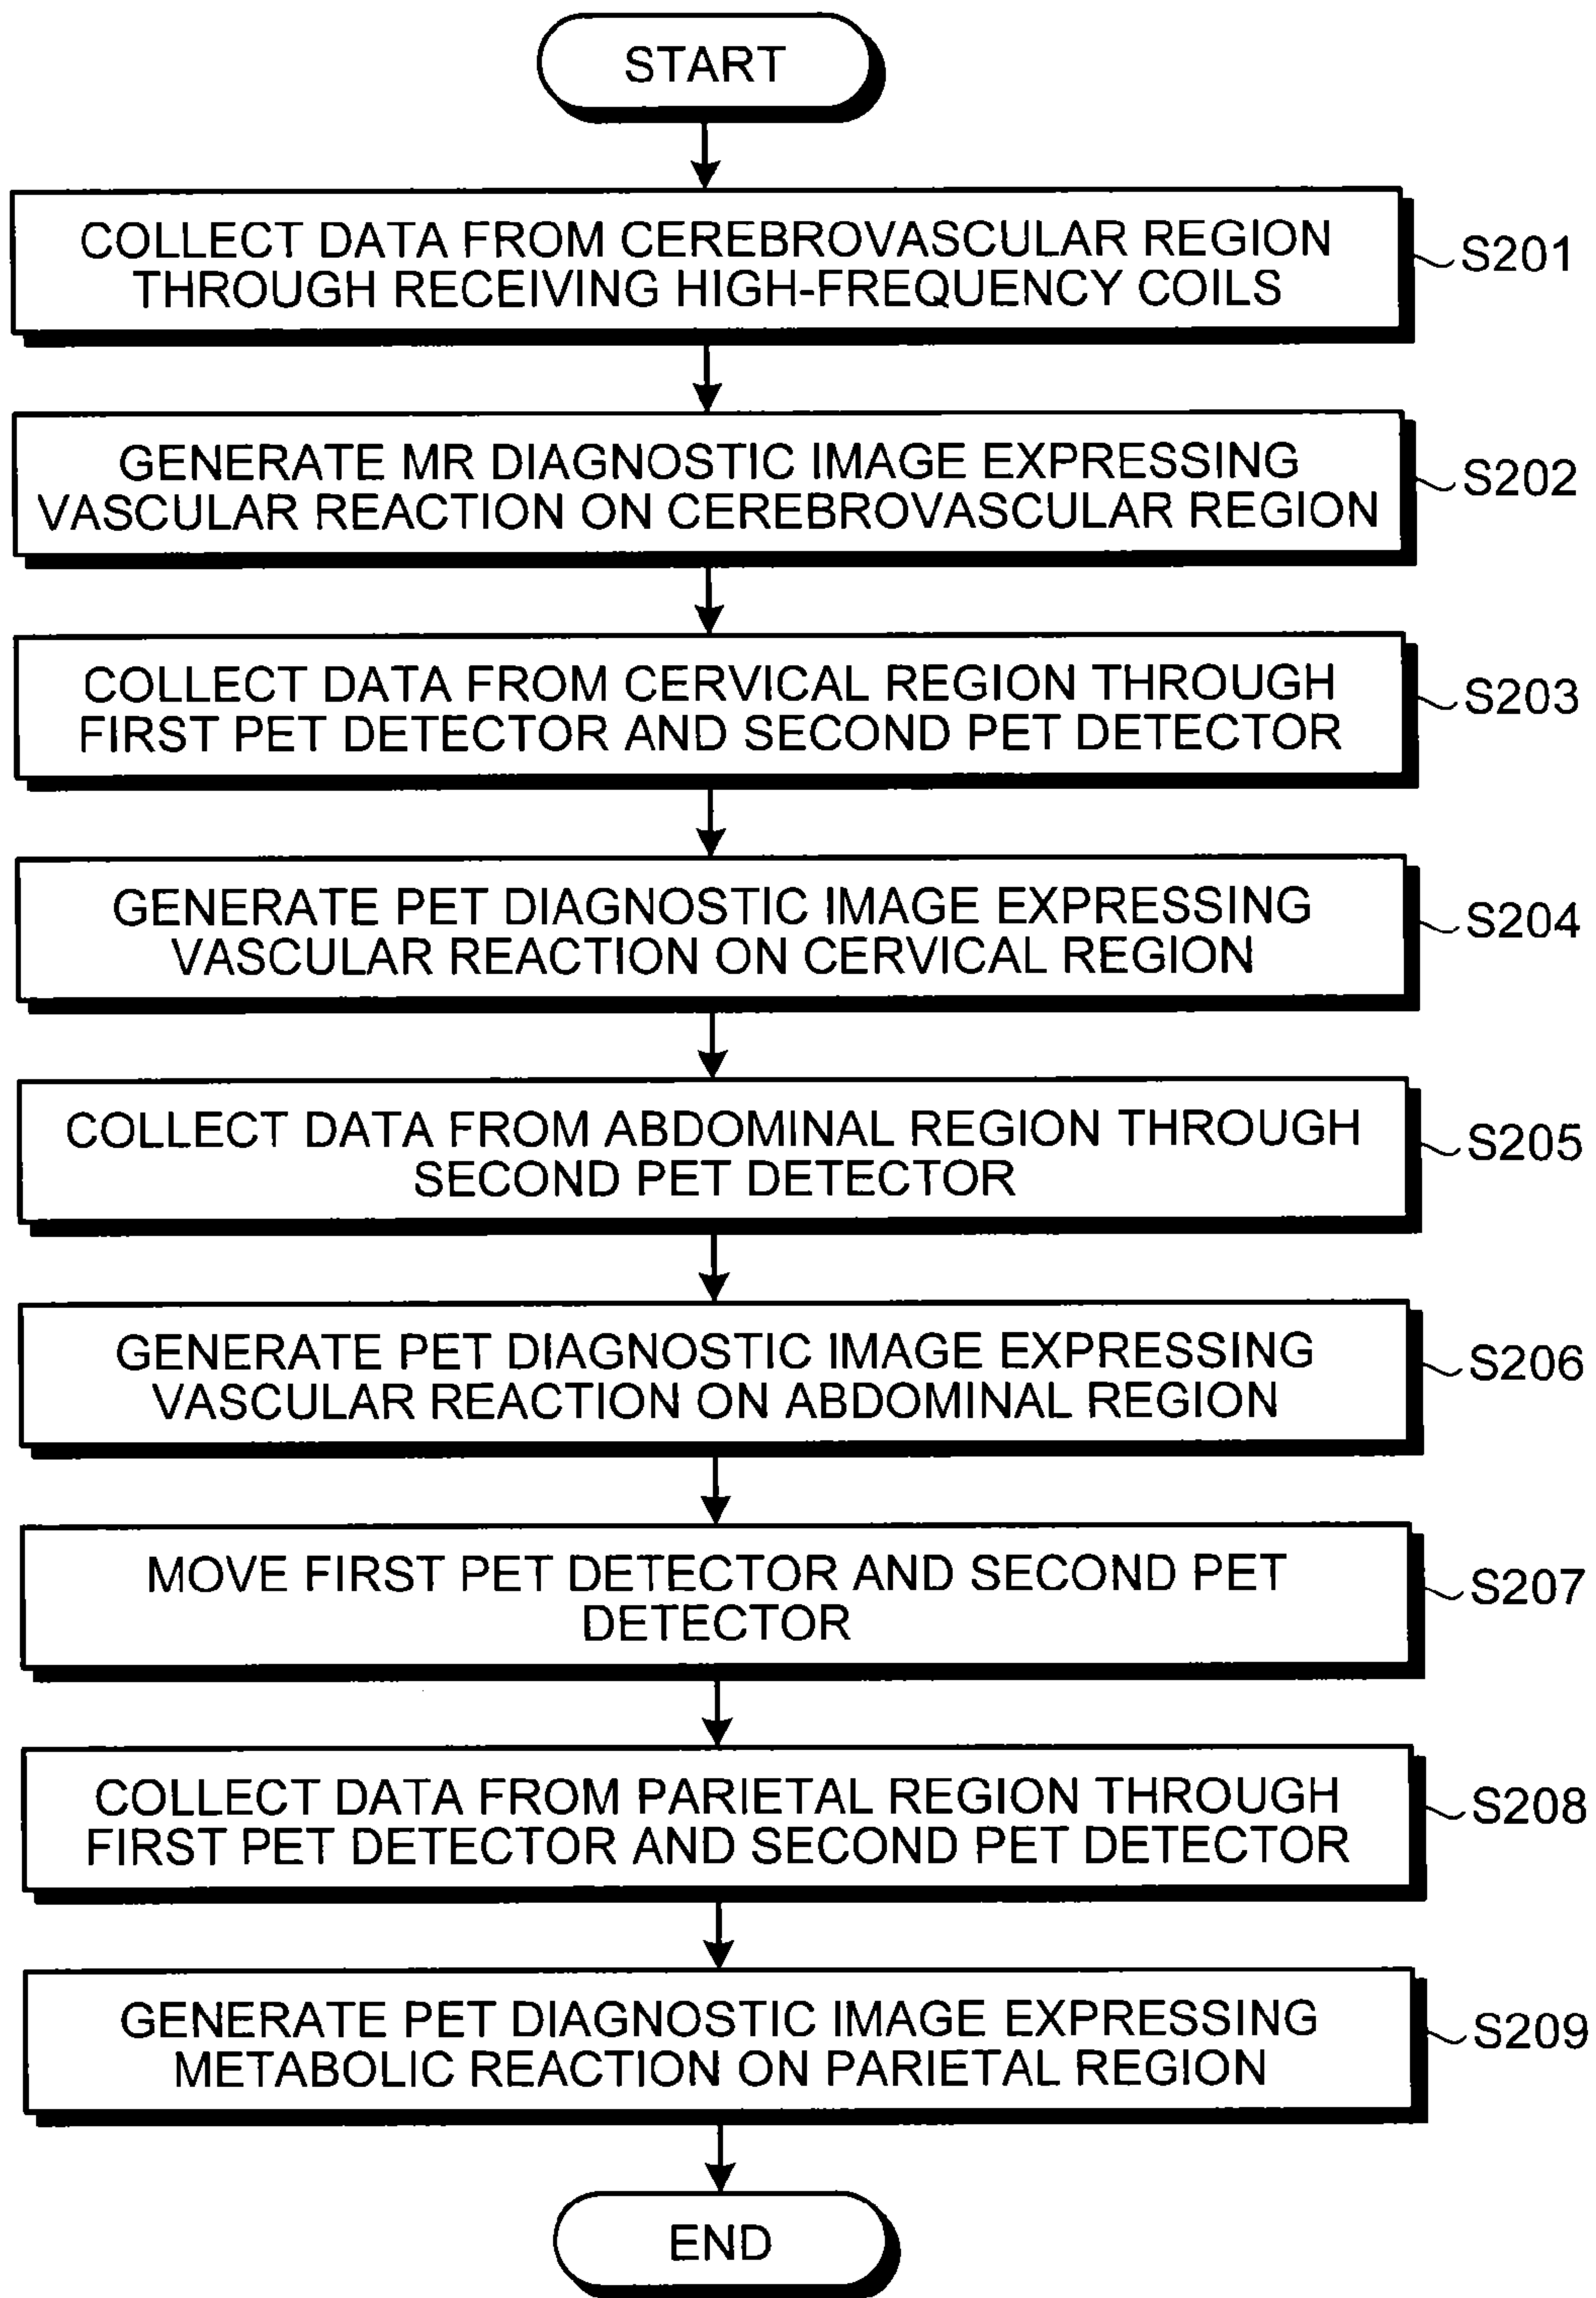 START
COLLECT DATA FROM CEREBROVASCULAR REGION
THROUGH RECEIVING HIGH-FREQUENCY COILS
S201
GENERATE MR DIAGNOSTIC IMAGE EXPRESSING
VASCULAR REACTION ON CEREBROVASCULAR REGION
S202
COLLECT DATA FROM CERVICAL REGION THROUGH
FIRST PET DETECTOR AND SECOND PET DETECTOR
S203
GENERATE PET DIAGNOSTIC IMAGE EXPRESSING
VASCULAR REACTION ON CERVICAL REGION
S204
COLLECT DATA FROM ABDOMINAL REGION THROUGH
SECOND PET DETECTOR
S205
GENERATE PET DIAGNOSTIC IMAGE EXPRESSING
VASCULAR REACTION ON ABDOMINAL REGION
S206
MOVE FIRST PET DETECTOR AND SECOND PET
DETECTOR
S207
COLLECT DATA FROM PARIETAL REGION THROUGH
FIRST PET DETECTOR AND SECOND PET DETECTOR
S208
GENERATE PET DIAGNOSTIC IMAGE EXPRESSING
METABOLIC REACTION ON PARIETAL REGION
S209
END